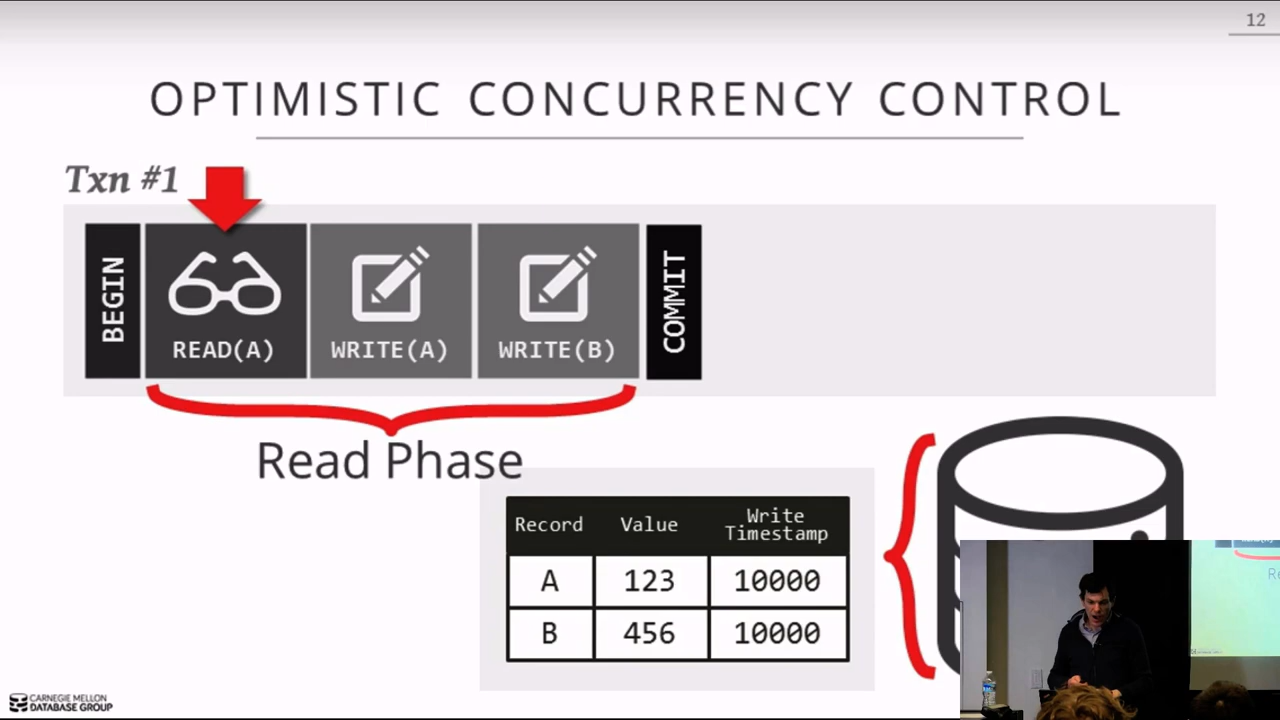 12
OPTIMISTIC CONCURRENCY CONTROL
Txn #1
BEGIN
READ(A)
WRITE(A)
WRITE(B)
COMMIT
Read Phase
Record Value Write Timestamp
A 123 10000
B 456 10000
CARNEGIE MELLON
DATABASE GROUP